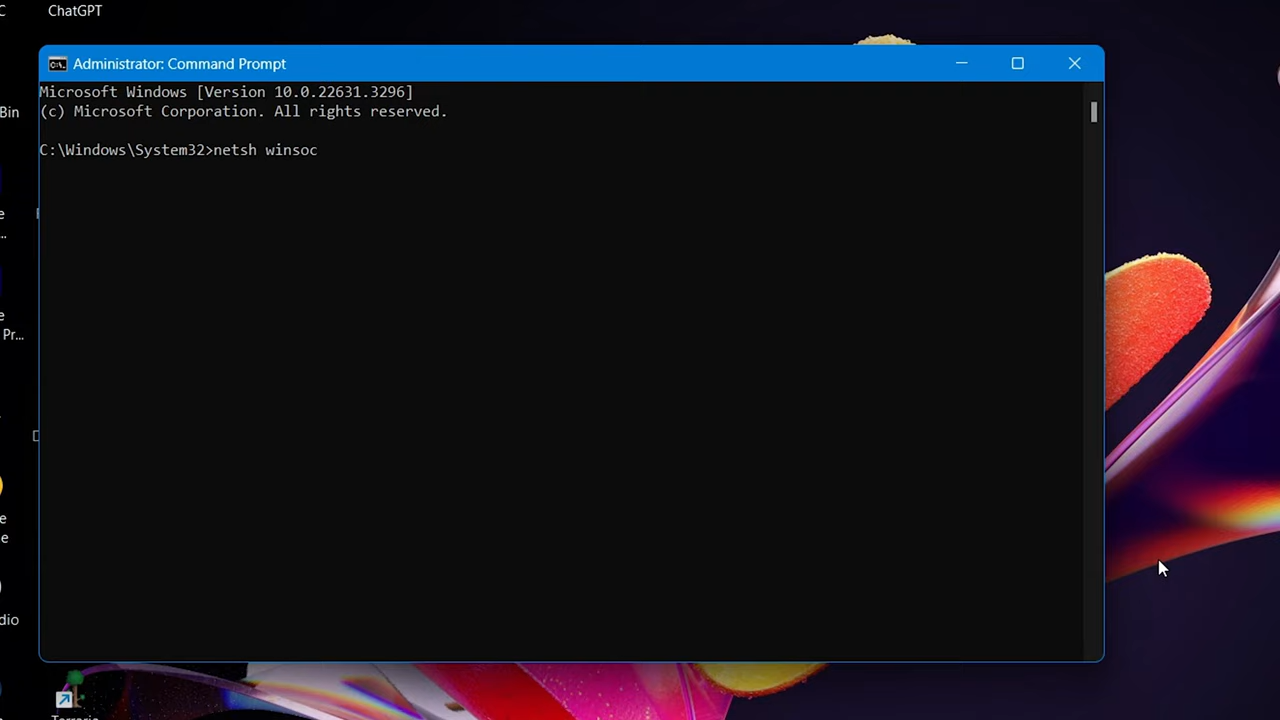 ChatGPT
Administrator: Command Prompt
Microsoft Windows [Version 10.0.22631.3296]
(c) Microsoft Corporation. All rights reserved.
C:\Windows\System32>netsh winsoc
Bin
Pr...